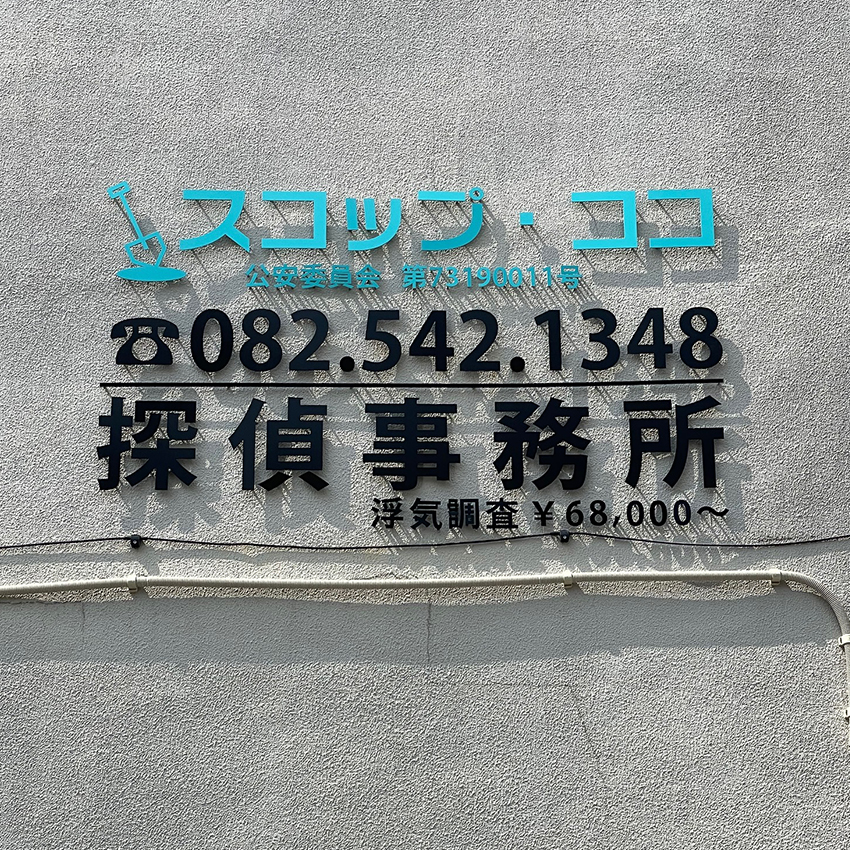 スコップ・ココ
公安委員会 第73190011号
☎082.542.1348
探偵事務所
浮気調査¥68,000～